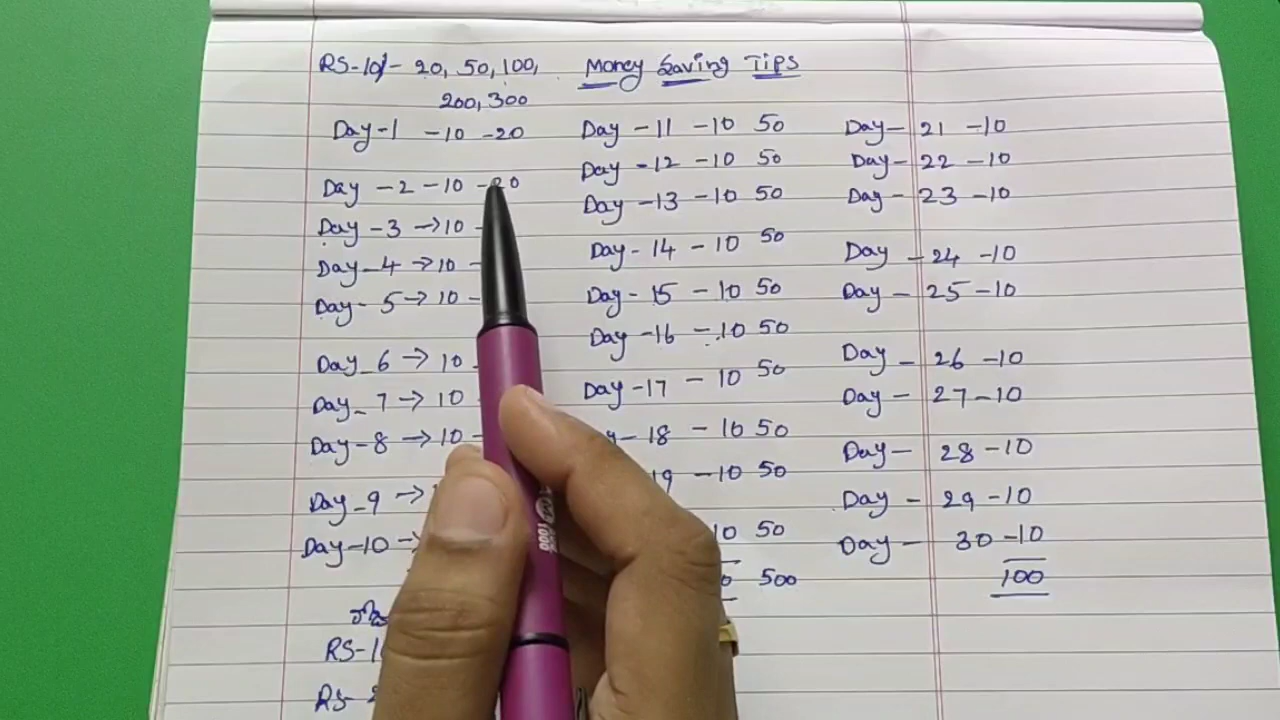 RS-10/- 20, 50, 100,
200, 300
Money Saving Tips
Day-1 -10 -20
Day -2 -10 -20
Day -3 →10 -
Day -4 →10 -
Day - 5 →10 -
Day -6 → 10 -
Day - 7 → 10 -
Day -8 →10 -
Day -9 →
Day -10 →
RS-1
RS-
Day -11 -10 50
Day -12 -10 50
Day -13 -10 50
Day - 14 -10 50
Day - 15 -10 50
Day -16 -10 50
Day -17 - 10 50
18 -10 50
19 -10 50
10 50
500
Day - 21 -10
Day - 22 -10
Day - 23 -10
Day - 24 -10
Day - 25 -10
Day - 26 -10
Day - 27 -10
Day - 28 -10
Day - 29 -10
Day - 30 -10
100